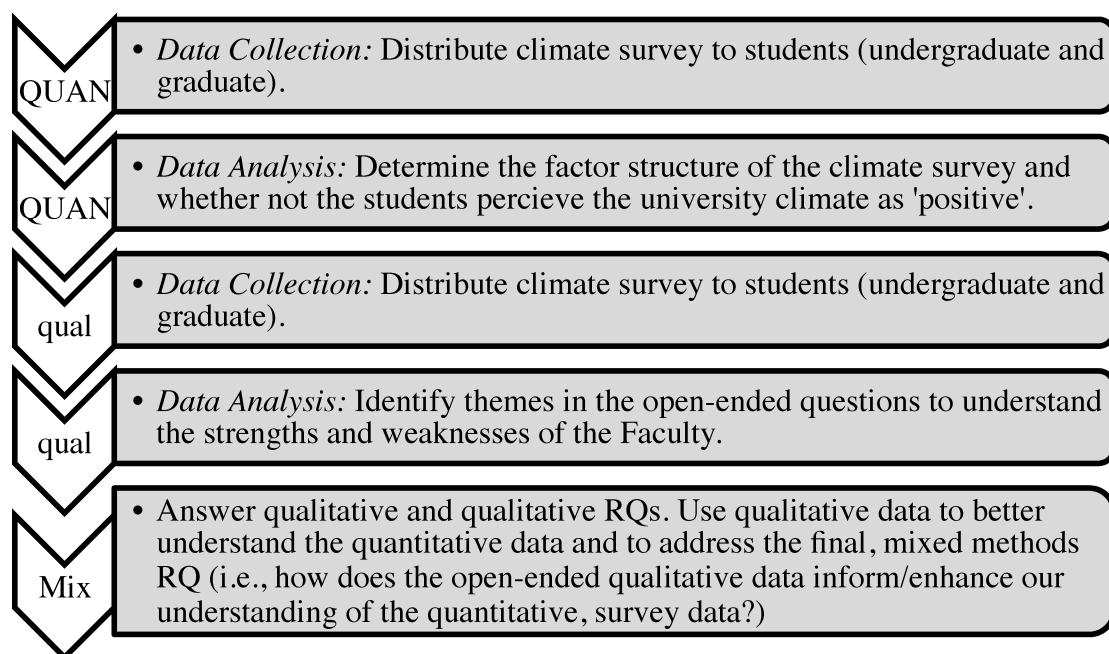 QUAN
• Data Collection: Distribute climate survey to students (undergraduate and
graduate).
QUAN
• Data Analysis: Determine the factor structure of the climate survey and
whether not the students percieve the university climate as 'positive'.
qual
• Data Collection: Distribute climate survey to students (undergraduate and
graduate).
qual
• Data Analysis: Identify themes in the open-ended questions to understand
the strengths and weaknesses of the Faculty.
Mix
• Answer qualitative and qualitative RQs. Use qualitative data to better
understand the quantitative data and to address the final, mixed methods
RQ (i.e., how does the open-ended qualitative data inform/enhance our
understanding of the quantitative, survey data?)